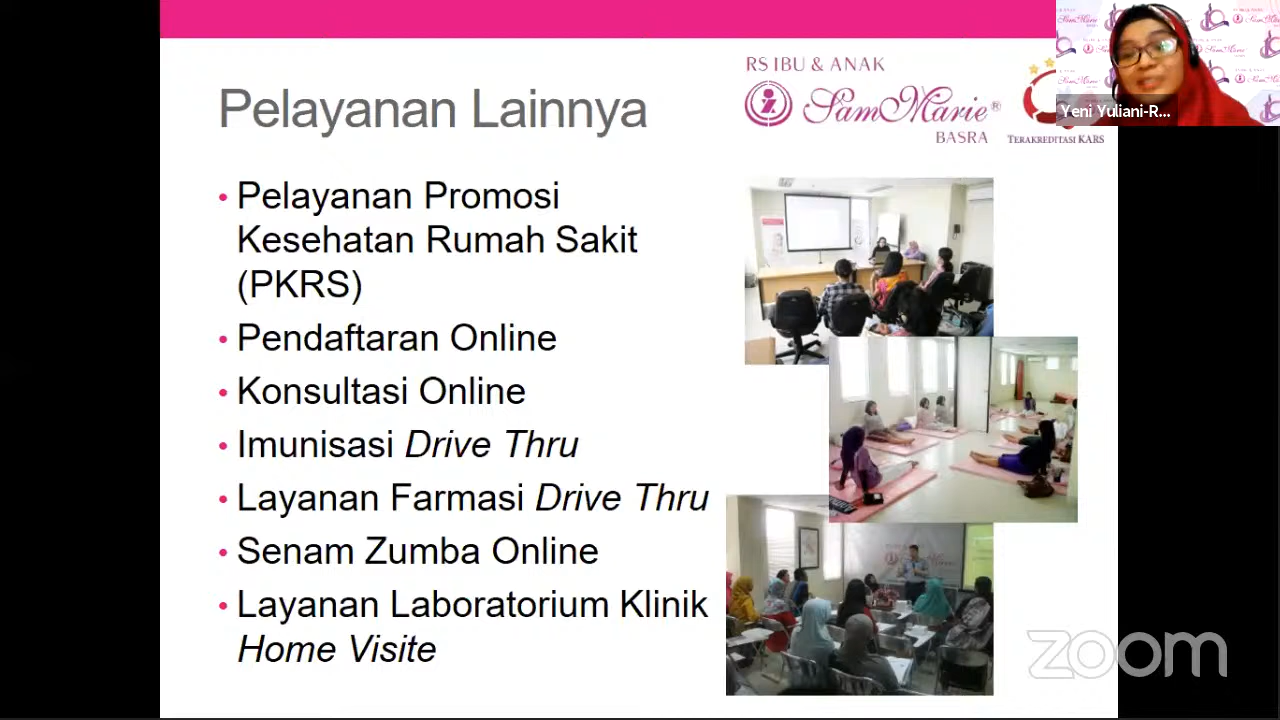 RS IBU & ANAK
SamMarie®
BASRA
TERAKREDITASI KARS
Yeni Yuliani-R...
Pelayanan Lainnya
• Pelayanan Promosi
Kesehatan Rumah Sakit
(PKRS)
• Pendaftaran Online
• Konsultasi Online
• Imunisasi Drive Thru
• Layanan Farmasi Drive Thru
• Senam Zumba Online
• Layanan Laboratorium Klinik
Home Visite
zoom